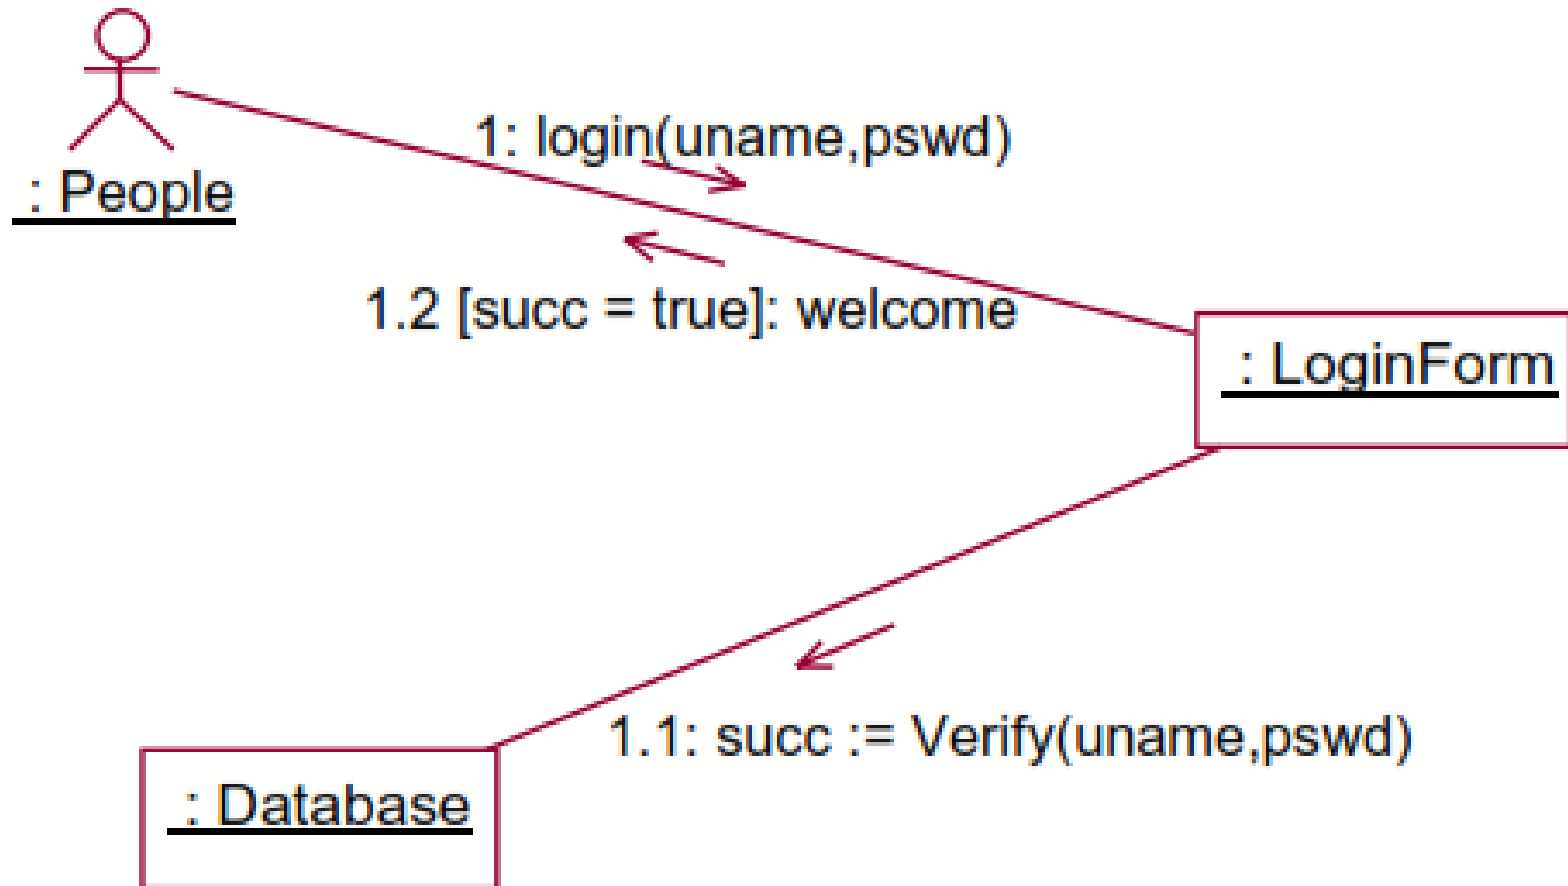 1: login(uname,pswd)
: People
1.2 [succ = true]: welcome
: LoginForm
1.1: succ := Verify(uname,pswd)
: Database